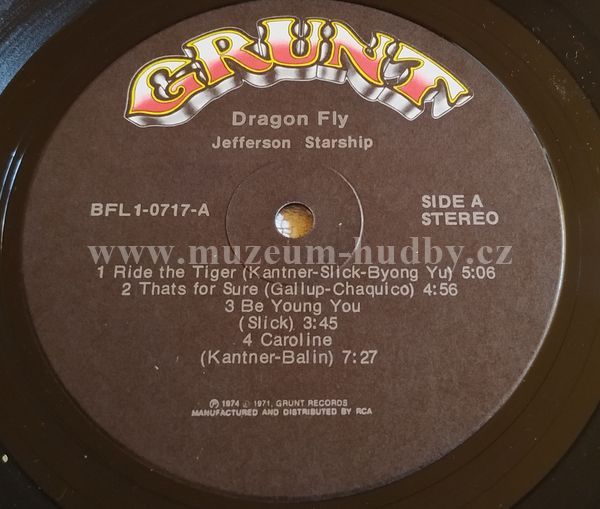 GRUNT
Dragon Fly
Jefferson Starship
BFL1-0717-A
SIDE A
STEREO
www.muzeum-hudby.cz
1 Ride the Tiger (Kantner-Slick-Byong Yu) 5:06
2 Thats for Sure (Gallup-Chaquico) 4:56
3 Be Young You
(Slick) 3:45
4 Caroline
(Kantner-Balin) 7:27
℗ 1974 © 1971, GRUNT RECORDS
MANUFACTURED AND DISTRIBUTED BY RCA